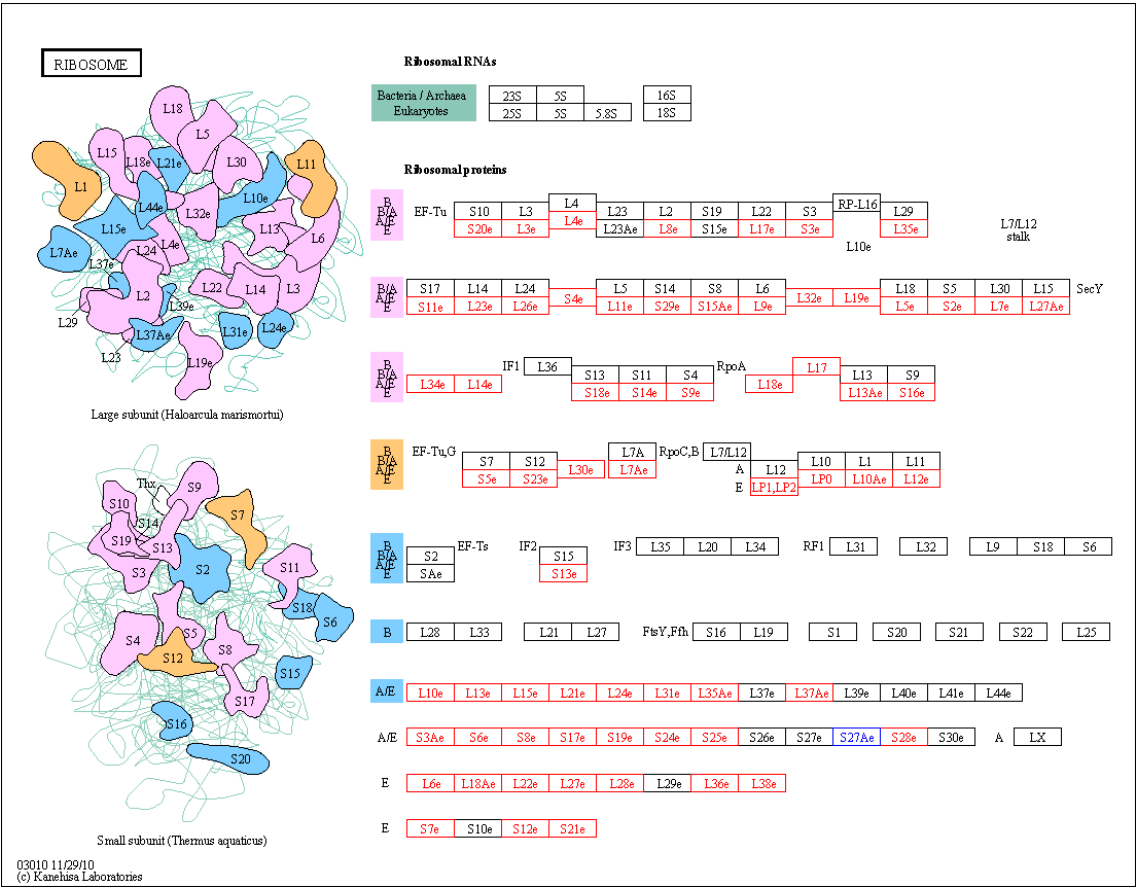 RIBOSOME
Ribosomal RNAs
Bacteria / Archaea 23S 5S 16S
Eukaryotes 25S 5S 5.8S 18S
Ribosomal proteins
L18
L5
L15
L18e
L21e
L30
L11
L1
L10e
L44e
L32e
L15e
L13
L6
L7Ae
L4e
L24
L37e
L22
L14
L3
L2
L39e
L29
L37Ae
L31e
L24e
L23
L19e
Large subunit (Haloarcula marismortui)
Thx
S9
S10
S7
S14
S19
S13
S3
S2
S11
S18
S6
S4
S5
S12
S8
S15
S17
S16
S20
Small subunit (Thermus aquaticus)
B
B/A
A/E
E
EF-Tu
L4
RP-L16
S10 L3 L23 L2 S19 L22 S3 L29
S20e L3e L4e L23Ae L8e S15e L17e S3e L35e
L10e
L7/L12
stalk
B/A
A/E
E
S17 L14 L24 L5 S14 S8 L6 L18 S5 L30 L15 SecY
S4e L32e L19e
S11e L23e L26e L11e S29e S15Ae L9e L5e S2e L7e L27Ae
B
B/A
A/E
E
IF1 L36 RpoA L17
S13 S11 S4 L13 S9
L34e L14e S18e S14e S9e L18e L13Ae S16e
B
B/A
A/E
E
EF-Tu,G L7A RpoC,B L7/L12
S7 S12 L10 L1 L11
L30e L7Ae A L12
S5e S23e LP0 L10Ae L12e
E LP1,LP2
B
B/A
A/E
E
EF-Ts IF2 IF3 L35 L20 L34 RF1 L31 L32 L9 S18 S6
S2 S15
SAe S13e
B L28 L33 L21 L27 FtsY,Ffh S16 L19 S1 S20 S21 S22 L25
A/E L10e L13e L15e L21e L24e L31e L35Ae L37e L37Ae L39e L40e L41e L44e
A/E S3Ae S6e S8e S17e S19e S24e S25e S26e S27e S27Ae S28e S30e A LX
E L6e L18Ae L22e L27e L28e L29e L36e L38e
E S7e S10e S12e S21e
03010 11/29/10
(c) Kanehisa Laboratories